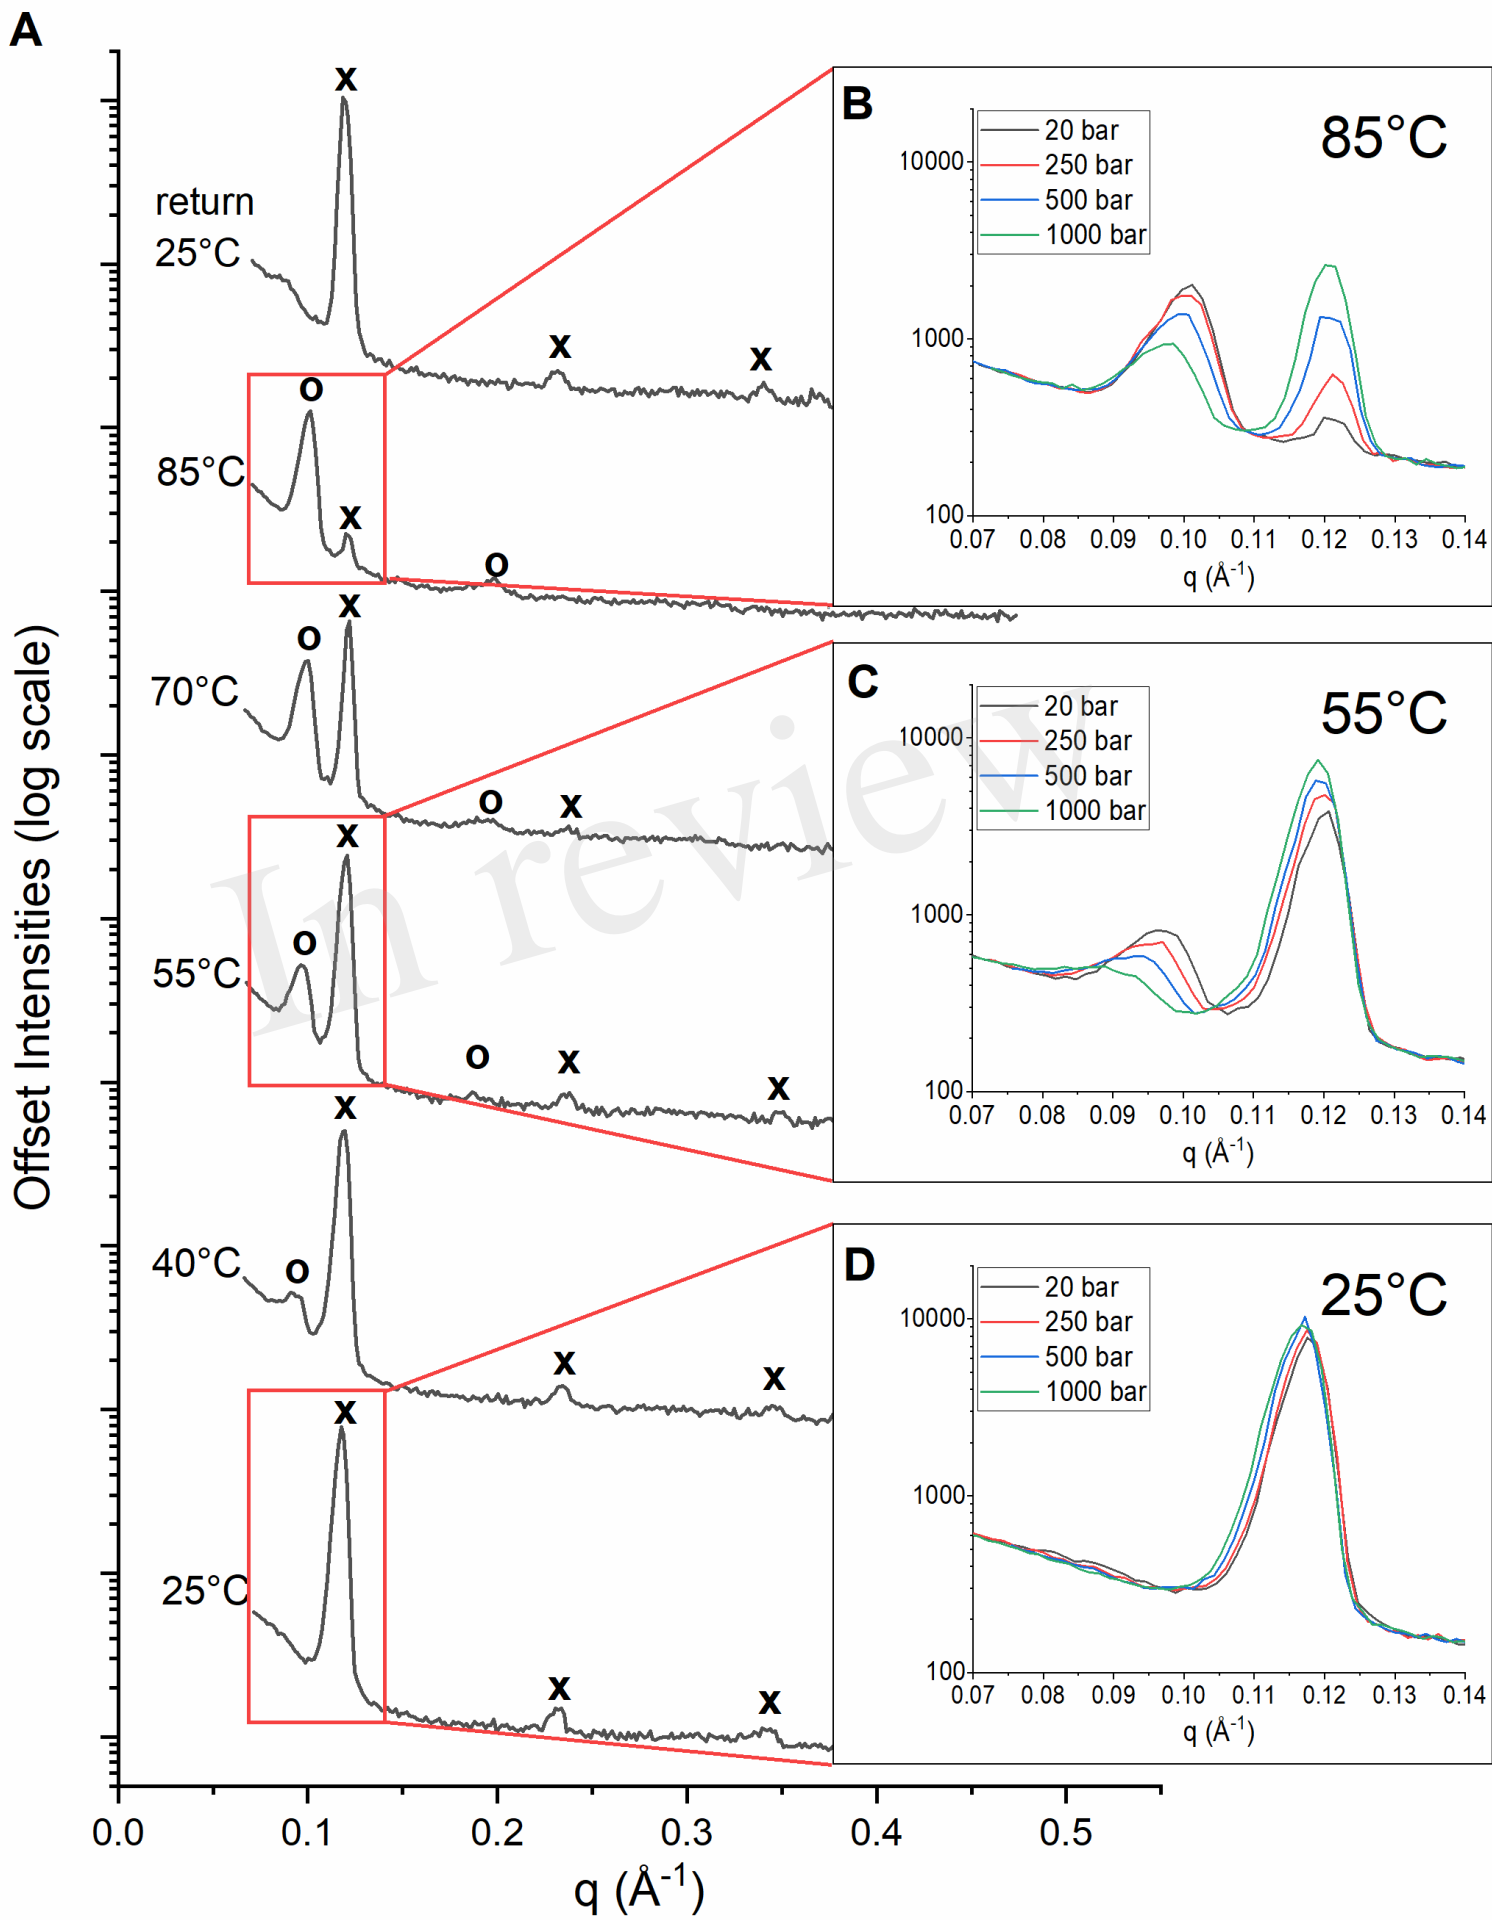 A
Offset Intensities (log scale)
x
return
25°C
x
x
o
85°C
x
o
x
o
70°C
o
x
x
o
55°C
o
x
x
x
40°C
o
x
x
x
25°C
x
x
0.0
0.1
0.2
0.3
0.4
0.5
q (Å-1)
B
85°C
20 bar
250 bar
500 bar
1000 bar
10000
1000
100
0.07 0.08 0.09 0.10 0.11 0.12 0.13 0.14
q (Å-1)
C
55°C
20 bar
250 bar
500 bar
1000 bar
10000
1000
100
0.07 0.08 0.09 0.10 0.11 0.12 0.13 0.14
q (Å-1)
D
25°C
20 bar
250 bar
500 bar
1000 bar
10000
1000
100
0.07 0.08 0.09 0.10 0.11 0.12 0.13 0.14
q (Å-1)
In review